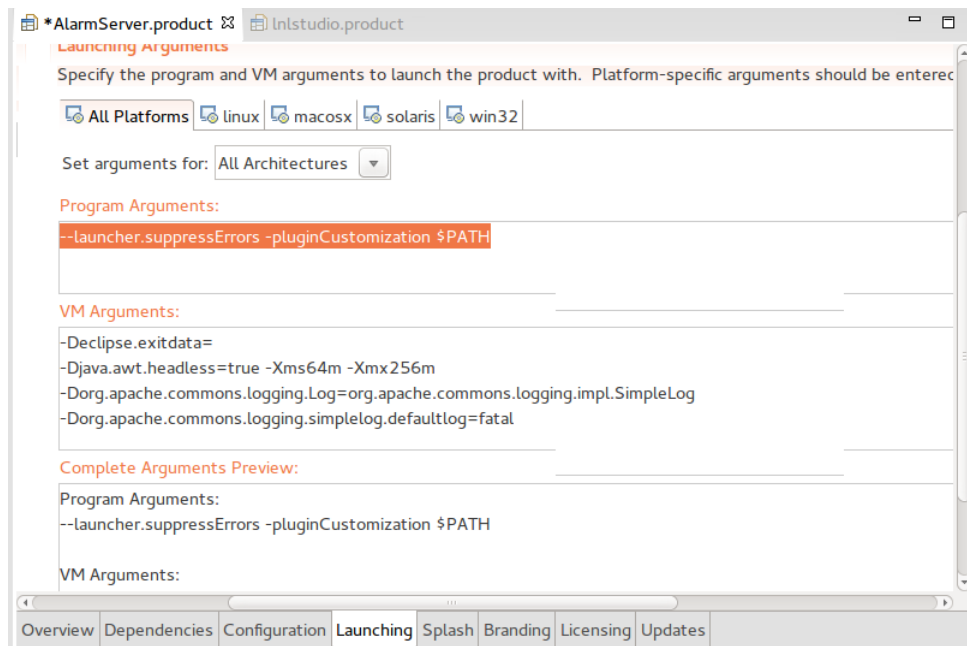 *AlarmServer.product lnlstudio.product
Launching Arguments
Specify the program and VM arguments to launch the product with. Platform-specific arguments should be entered
All Platforms linux macosx solaris win32
Set arguments for: All Architectures
Program Arguments:
--launcher.suppressErrors -pluginCustomization $PATH
VM Arguments:
-Declipse.exitdata=
-Djava.awt.headless=true -Xms64m -Xmx256m
-Dorg.apache.commons.logging.Log=org.apache.commons.logging.impl.SimpleLog
-Dorg.apache.commons.logging.simplelog.defaultlog=fatal
Complete Arguments Preview:
Program Arguments:
--launcher.suppressErrors -pluginCustomization $PATH
VM Arguments:
Overview Dependencies Configuration Launching Splash Branding Licensing Updates